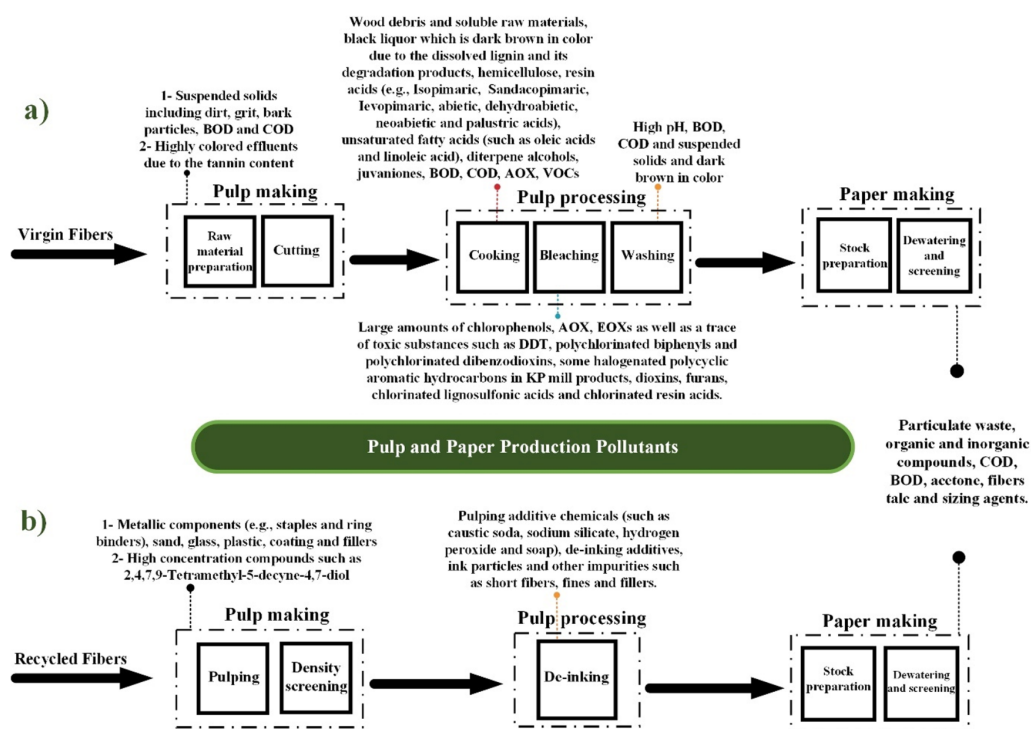 a)
Wood debris and soluble raw materials,
black liquor which is dark brown in color
due to the dissolved lignin and its
degradation products, hemicellulose, resin
acids (e.g., Isopimaric, Sandacopimaric,
Ievopimaric, abietic, dehydroabietic,
neoabietic and palustric acids),
unsaturated fatty acids (such as oleic acids
and linoleic acid), diterpene alcohols,
juvaniones, BOD, COD, AOX, VOCs
1- Suspended solids
including dirt, grit, bark
particles, BOD and COD
2- Highly colored effluents
due to the tannin content
High pH, BOD,
COD and suspended
solids and dark
brown in color
Pulp making
Pulp processing
Paper making
Virgin Fibers
Raw
material
preparation
Cutting
Cooking
Bleaching
Washing
Stock
preparation
Dewatering
and
screening
Large amounts of chlorophenols, AOX, EOXs as well as a trace
of toxic substances such as DDT, polychlorinated biphenyls and
polychlorinated dibenzodioxins, some halogenated polycyclic
aromatic hydrocarbons in KP mill products, dioxins, furans,
chlorinated lignosulfonic acids and chlorinated resin acids.
Pulp and Paper Production Pollutants
Particulate waste,
organic and inorganic
compounds, COD,
BOD, acetone, fibers
talc and sizing agents.
b)
1- Metallic components (e.g., staples and ring
binders), sand, glass, plastic, coating and fillers
2- High concentration compounds such as
2,4,7,9-Tetramethyl-5-decyne-4,7-diol
Pulping additive chemicals (such as
caustic soda, sodium silicate, hydrogen
peroxide and soap), de-inking additives,
ink particles and other impurities such
as short fibers, fines and fillers.
Pulp making
Pulp processing
Paper making
Recycled Fibers
Pulping
Density
screening
De-inking
Stock
preparation
Dewatering
and screening